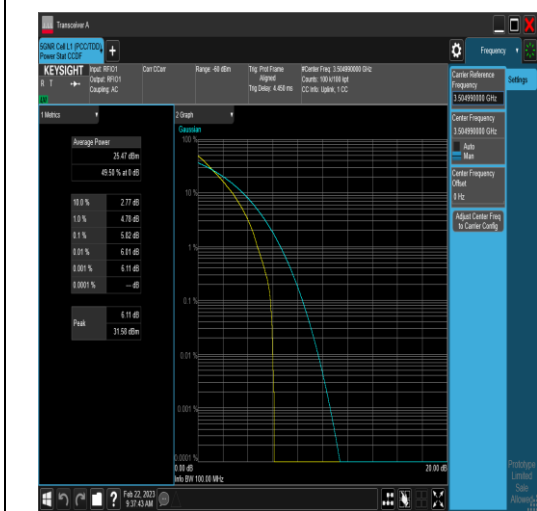 Transceiver A
5GNR Cell L1 (PCC/TDD)
Power Stat CCDF
Frequency
KEYSIGHT
R T
Input: RFIO1
Output: RFIO1
Coupling: AC
Corr CCorr
Range: -60 dBm
Trig: Prot Frame
Aligned
Trig Delay: 4.450 ms
#Center Freq: 3.504990000 GHz
Counts: 100 k/100 kpt
CC Info: Uplink, 1 CC
1 Metrics
2 Graph
Gaussian
Average Power
25.47 dBm
49.50 % at 0 dB
10.0 % 2.77 dB
1.0 % 4.78 dB
0.1 % 5.82 dB
0.01 % 6.01 dB
0.001 % 6.11 dB
0.0001 % --- dB
Peak
6.11 dB
31.58 dBm
100 %
10 %
1 %
0.1 %
0.01 %
0.001 %
0.0001 %
0.00 dB
20.00 dB
Info BW 100.00 MHz
Carrier Reference
Frequency
3.504990000 GHz
Settings
Center Frequency
3.504990000 GHz
Auto
Man
Center Frequency
Offset
0 Hz
Adjust Center Freq
to Carrier Config
Prototype
Limited
Sale
Allowed
Feb 22, 2023
9:37:43 AM